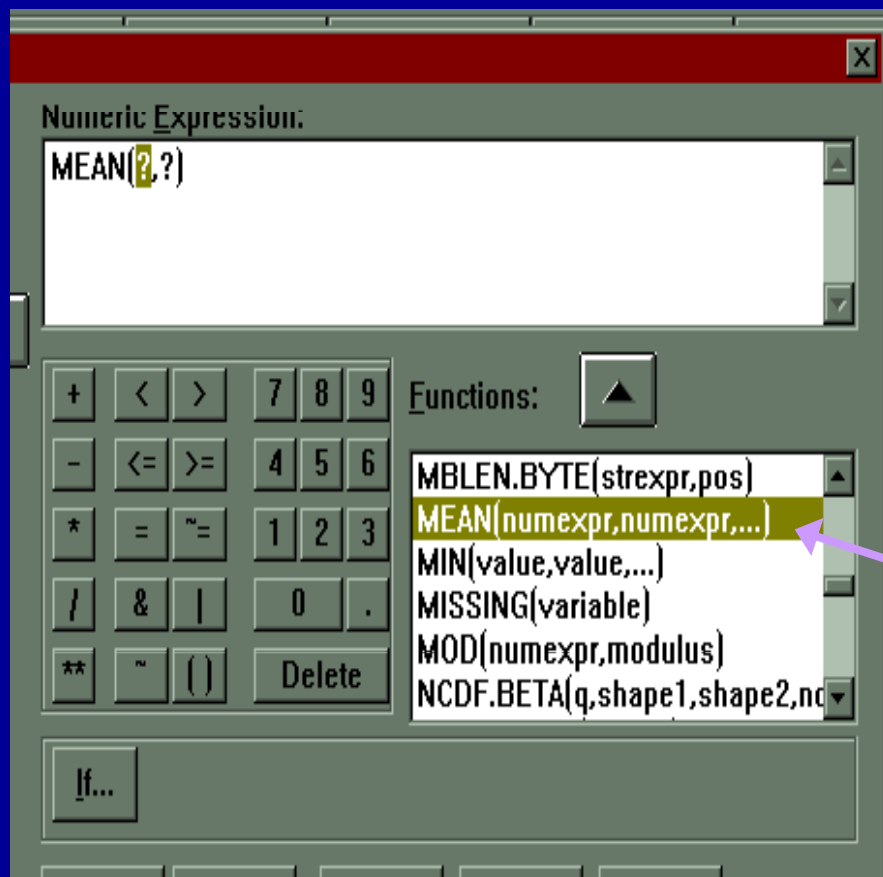 X
Numeric Expression:
MEAN(?,?)
+ < > 7 8 9
- <= >= 4 5 6
* = ~= 1 2 3
/ & | 0 .
** ~ ( ) Delete
Functions:
MBLEN.BYTE(strexpr,pos)
MEAN(numexpr,numexpr,...)
MIN(value,value,...)
MISSING(variable)
MOD(numexpr,modulus)
NCDF.BETA(q,shape1,shape2,nc
If...